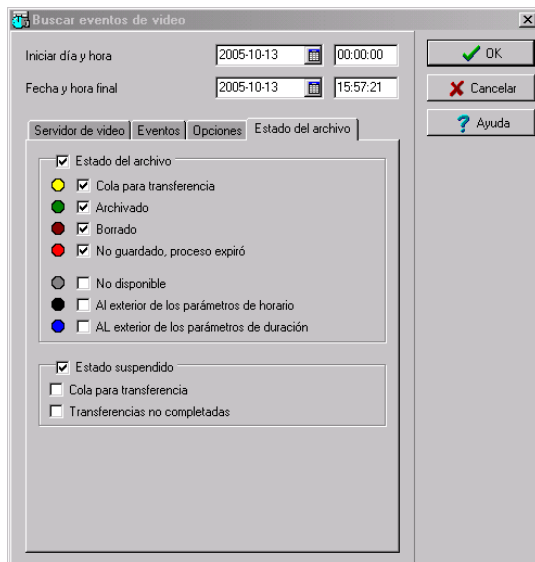 Buscar eventos de video
Iniciar día y hora 2005-10-13 00:00:00
Fecha y hora final 2005-10-13 15:57:21
OK
Cancelar
Ayuda
Servidor de video Eventos Opciones Estado del archivo
Estado del archivo
Cola para transferencia
Archivado
Borrado
No guardado, proceso expiró
No disponible
Al exterior de los parámetros de horario
AL exterior de los parámetros de duración
Estado suspendido
Cola para transferencia
Transferencias no completadas